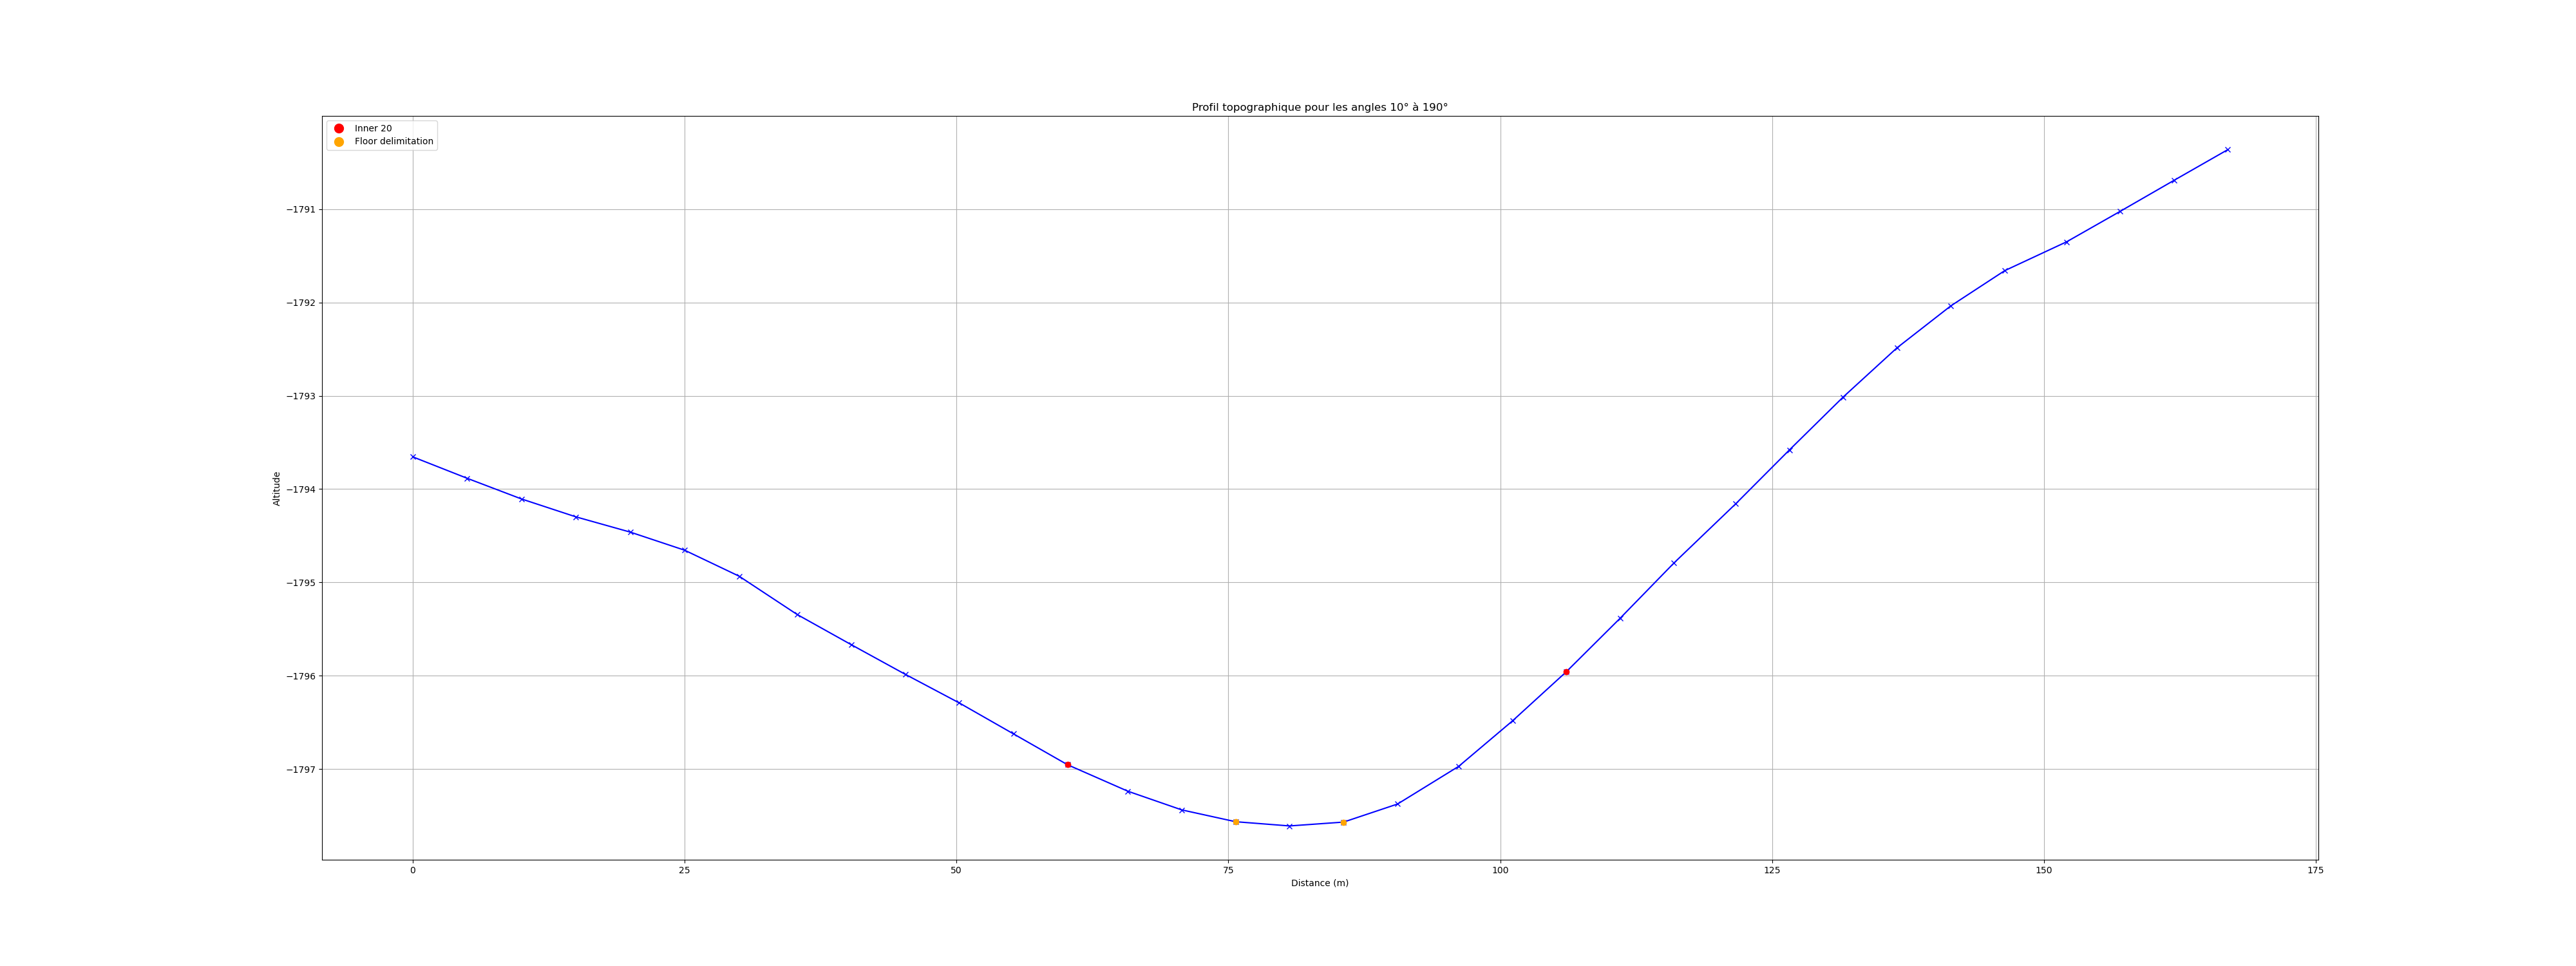 Profil topographique pour les angles 10° à 190°
Inner 20
Floor delimitation
−1791
−1792
−1793
−1794
−1795
−1796
−1797
Altitude
0 25 50 75 100 125 150 175
Distance (m)